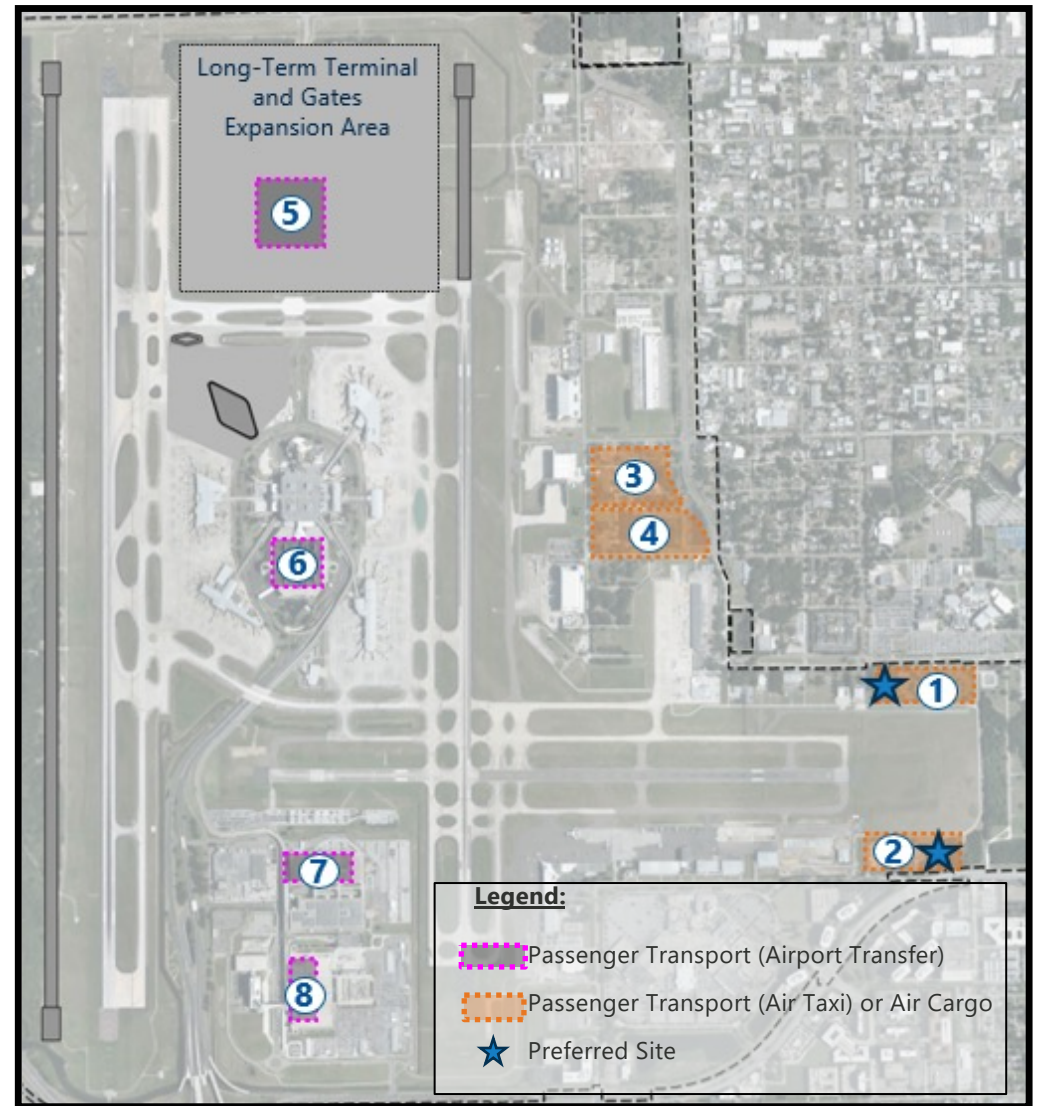 Long-Term Terminal
and Gates
Expansion Area
5
3
4
6
1
2
7
8
Legend:
Passenger Transport (Airport Transfer)
Passenger Transport (Air Taxi) or Air Cargo
Preferred Site